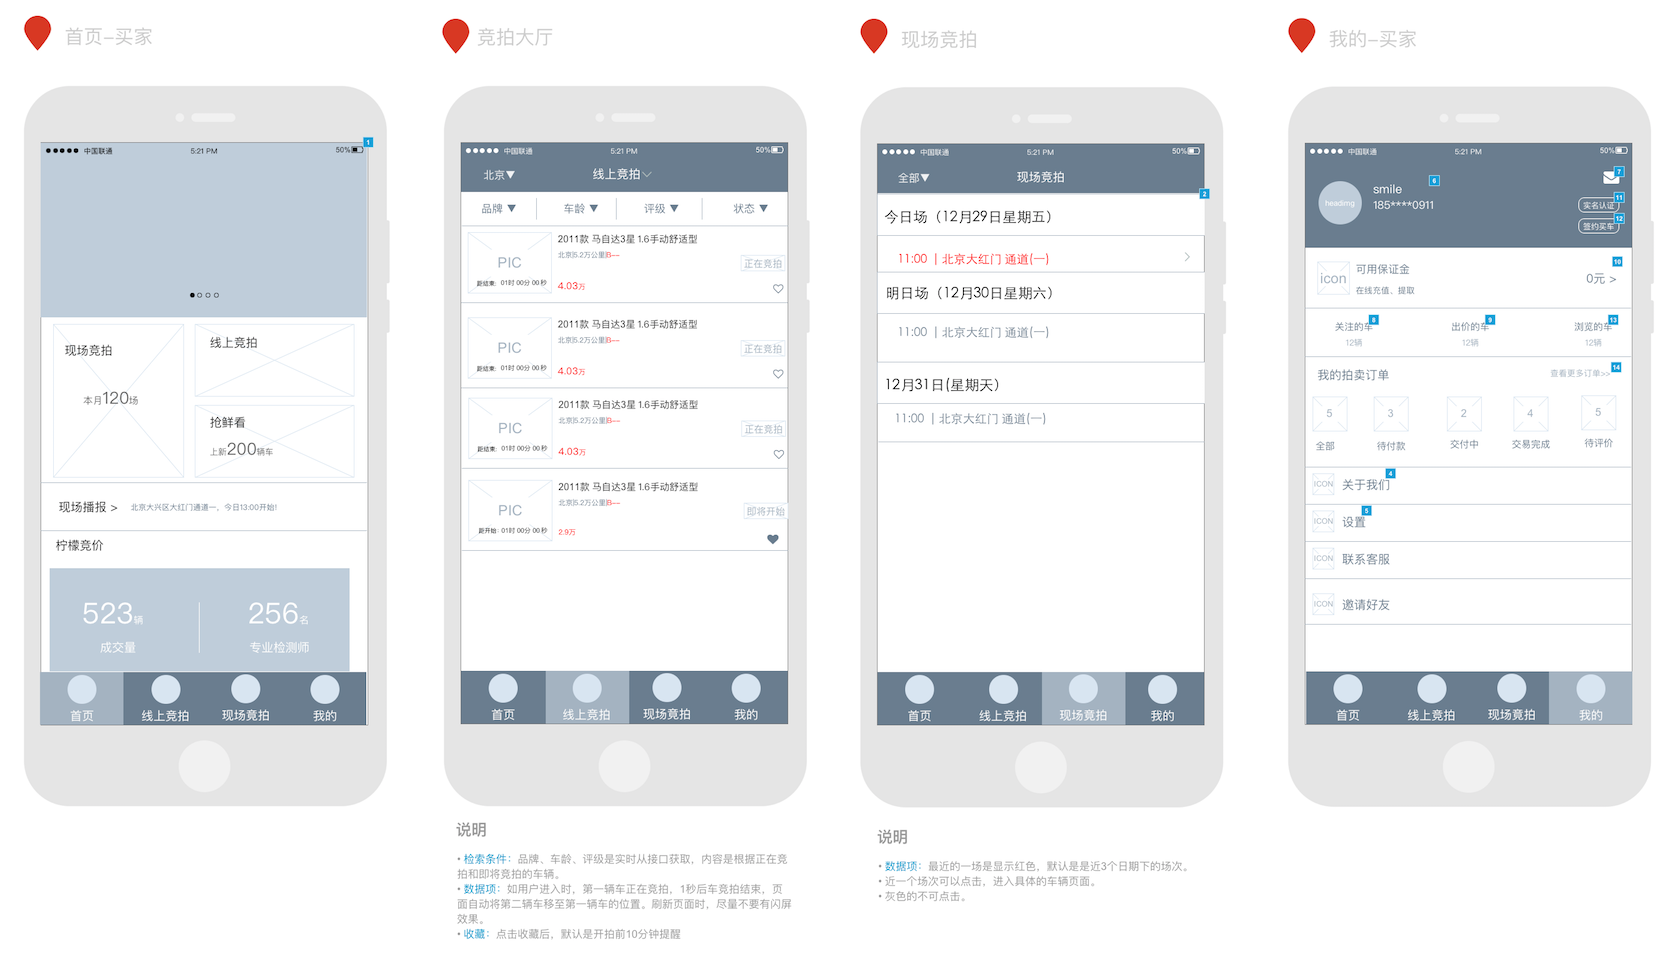 首页-买家
1
●●●●● 中国联通 5:21 PM 50%
现场竞拍
本月120场
线上竞拍
抢鲜看
上新200辆车
现场播报 > 北京大兴区大红门通道一，今日13:00开始!
柠檬竞价
523辆 256名
成交量 专业检测师
首页 线上竞拍 现场竞拍 我的
竞拍大厅
●●●●● 中国联通 5:21 PM 50%
北京▼ 线上竞拍
品牌 ▼ 车龄 ▼ 评级 ▼ 状态 ▼
PIC
距结束： 01时 00分 00 秒
2011款 马自达3星 1.6手动舒适型
北京|5.2万公里|B--
4.03万
正在竞拍
PIC
距结束： 01时 00分 00 秒
2011款 马自达3星 1.6手动舒适型
北京|5.2万公里|B--
4.03万
正在竞拍
PIC
距结束： 01时 00分 00 秒
2011款 马自达3星 1.6手动舒适型
北京|5.2万公里|B--
4.03万
正在竞拍
PIC
距开始： 01时 00分 00 秒
2011款 马自达3星 1.6手动舒适型
北京|5.2万公里|B--
2.9万
即将开始
首页 线上竞拍 现场竞拍 我的
说明
• 检索条件：品牌、车龄、评级是实时从接口获取，内容是根据正在竞
拍和即将竞拍的车辆。
• 数据项：如用户进入时，第一辆车正在竞拍，1秒后车竞拍结束，页
面自动将第二辆车移至第一辆车的位置。刷新页面时，尽量不要有闪屏
效果。
• 收藏：点击收藏后，默认是开拍前10分钟提醒
现场竞拍
●●●●● 中国联通 5:21 PM 50%
全部▼ 现场竞拍
2
今日场（12月29日星期五）
11:00 | 北京大红门 通道(一)
明日场（12月30日星期六）
11:00 | 北京大红门 通道(一)
12月31日(星期天）
11:00 | 北京大红门 通道(一)
首页 线上竞拍 现场竞拍 我的
说明
• 数据项：最近的一场是显示红色，默认是是近3个日期下的场次。
• 近一个场次可以点击，进入具体的车辆页面。
• 灰色的不可点击。
我的-买家
●●●●● 中国联通 5:21 PM 50%
headimg
smile 6
185****0911
7
实名认证 11
签约买车 12
icon
可用保证金
在线充值、提取
10
0元 >
关注的车 8 出价的车 9 浏览的车 13
12辆 12辆 12辆
我的拍卖订单 查看更多订单>> 14
5 3 2 4 5
全部 待付款 交付中 交易完成 待评价
ICON 关于我们 4
ICON 设置 5
ICON 联系客服
ICON 邀请好友
首页 线上竞拍 现场竞拍 我的